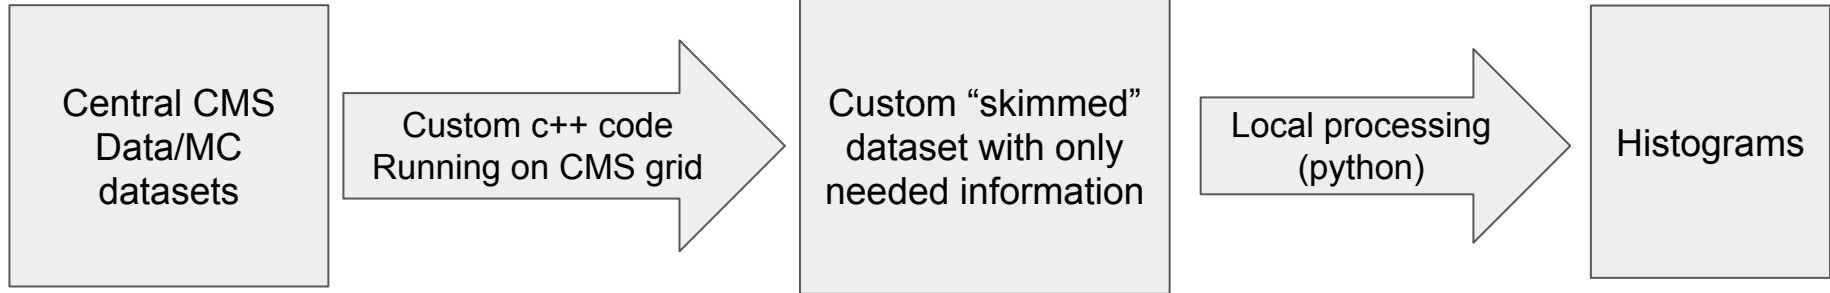 Central CMS
Data/MC
datasets
Custom c++ code
Running on CMS grid
Custom “skimmed”
dataset with only
needed information
Local processing
(python)
Histograms